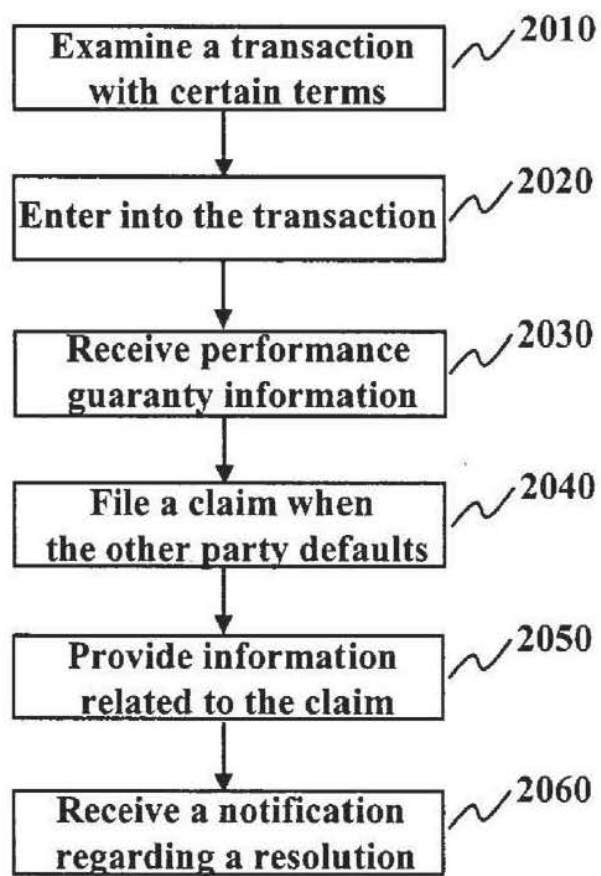 2010
Examine a transaction
with certain terms
2020
Enter into the transaction
2030
Receive performance
guaranty information
2040
File a claim when
the other party defaults
2050
Provide information
related to the claim
2060
Receive a notification
regarding a resolution